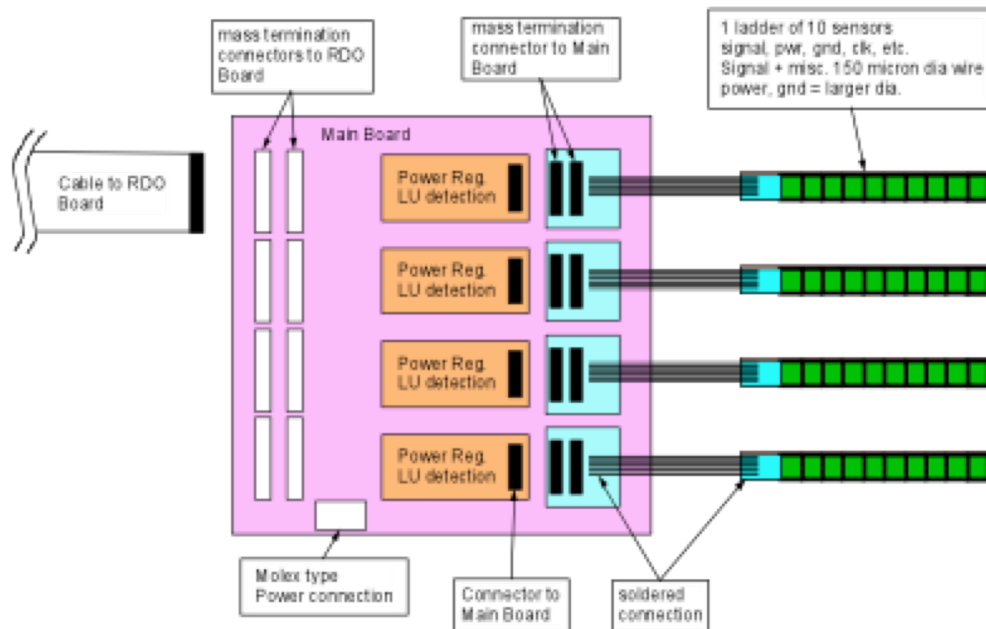 mass termination
connectors to RDO
Board
mass termination
connector to Main
Board
1 ladder of 10 sensors
signal, pwr, gnd, clk, etc.
Signal + misc. 150 micron dia wire
power, gnd = larger dia.
Main Board
Cable to RDO
Board
Power Reg.
LU detection
Power Reg.
LU detection
Power Reg.
LU detection
Power Reg.
LU detection
Molex type
Power connection
Connector to
Main Board
soldered
connection